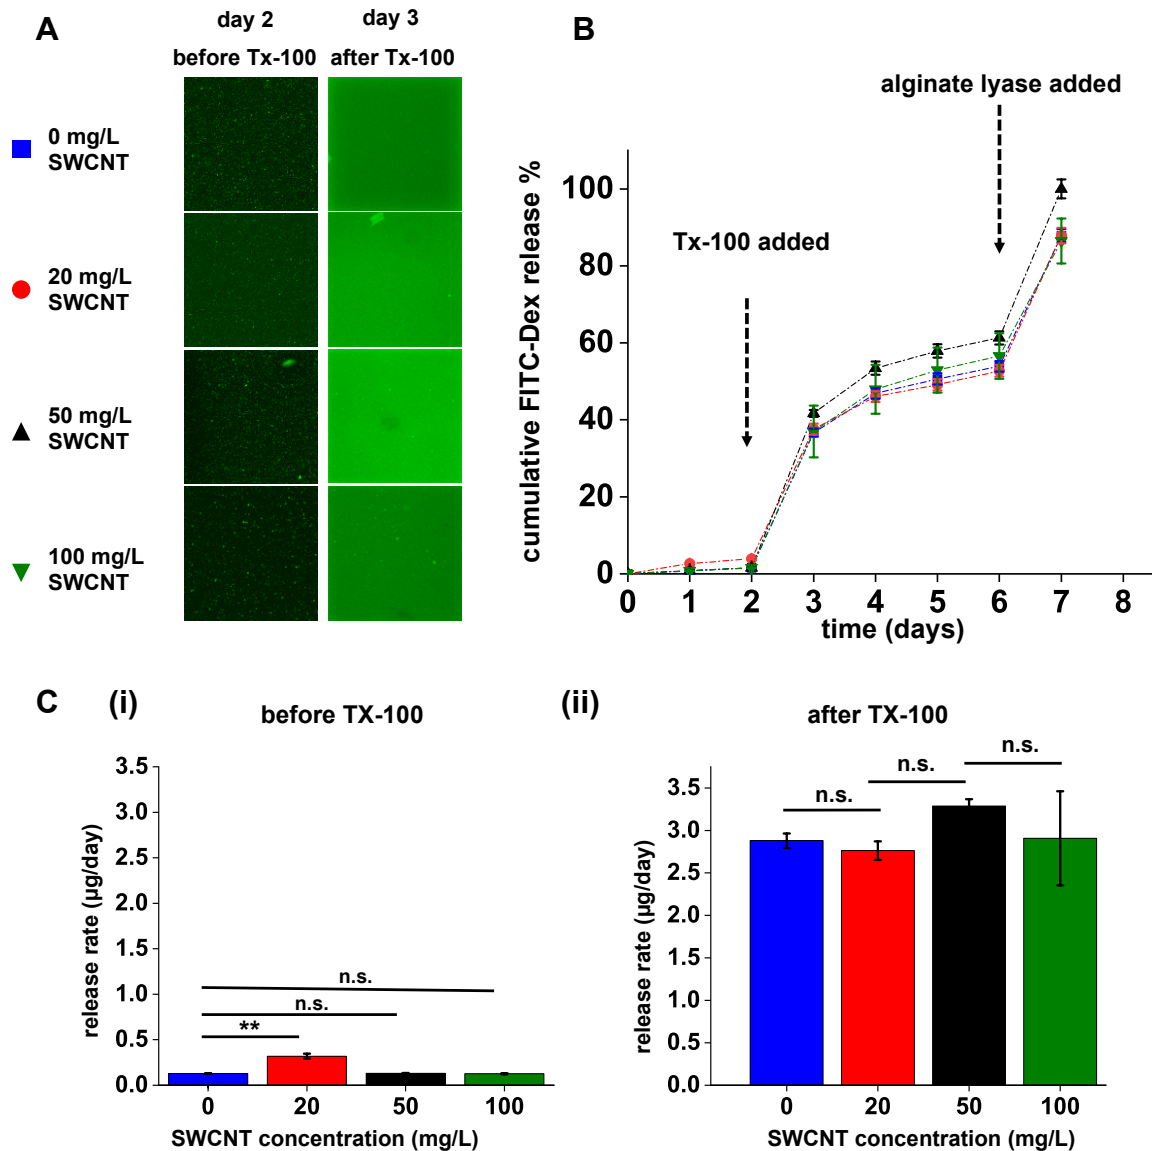 A
day 2
day 3
before Tx-100
after Tx-100
0 mg/L
SWCNT
20 mg/L
SWCNT
50 mg/L
SWCNT
100 mg/L
SWCNT
B
alginate lyase added
Tx-100 added
cumulative FITC-Dex release %
100
80
60
40
20
0
0 1 2 3 4 5 6 7 8
time (days)
C
(i)
before TX-100
release rate (µg/day)
3.5
3.0
2.5
2.0
1.5
1.0
0.5
0.0
n.s.
n.s.
**
0 20 50 100
SWCNT concentration (mg/L)
(ii)
after TX-100
release rate (µg/day)
3.5
3.0
2.5
2.0
1.5
1.0
0.5
0.0
n.s.
n.s.
n.s.
0 20 50 100
SWCNT concentration (mg/L)